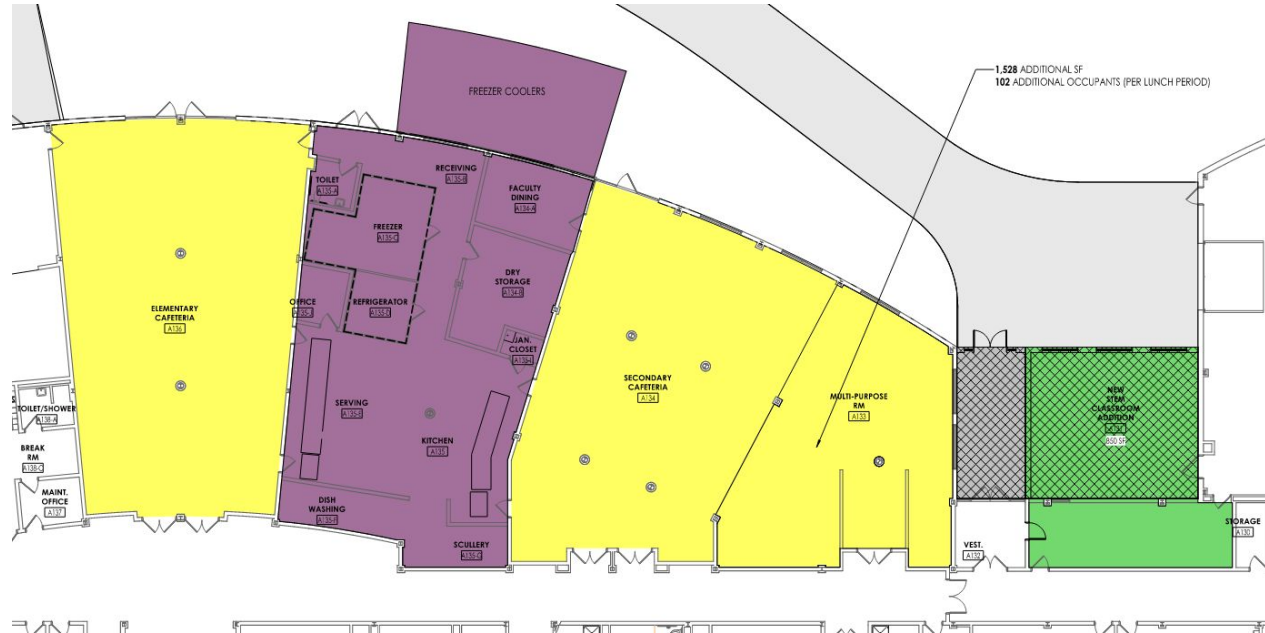 1,528 ADDITIONAL SF
102 ADDITIONAL OCCUPANTS (PER LUNCH PERIOD)
FREEZER COOLERS
RECEIVING
A135-B
TOILET
A135-A
FACULTY
DINING
A134-A
FREEZER
A135-C
DRY
STORAGE
A134-B
OFFICE
REFRIGERATOR
A135-D
ELEMENTARY
CAFETERIA
A136
JAN.
CLOSET
SECONDARY
CAFETERIA
A134
MULTI-PURPOSE
RM
A133
NEW
STEM
CLASSROOM
ADDITION
850 SF
TOILET/SHOWER
A138-A
SERVING
KITCHEN
A135
BREAK
RM
A138-C
MAINT.
OFFICE
A137
DISH
WASHING
A135-F
SCULLERY
A135-G
VEST.
A132
STORAGE
A130